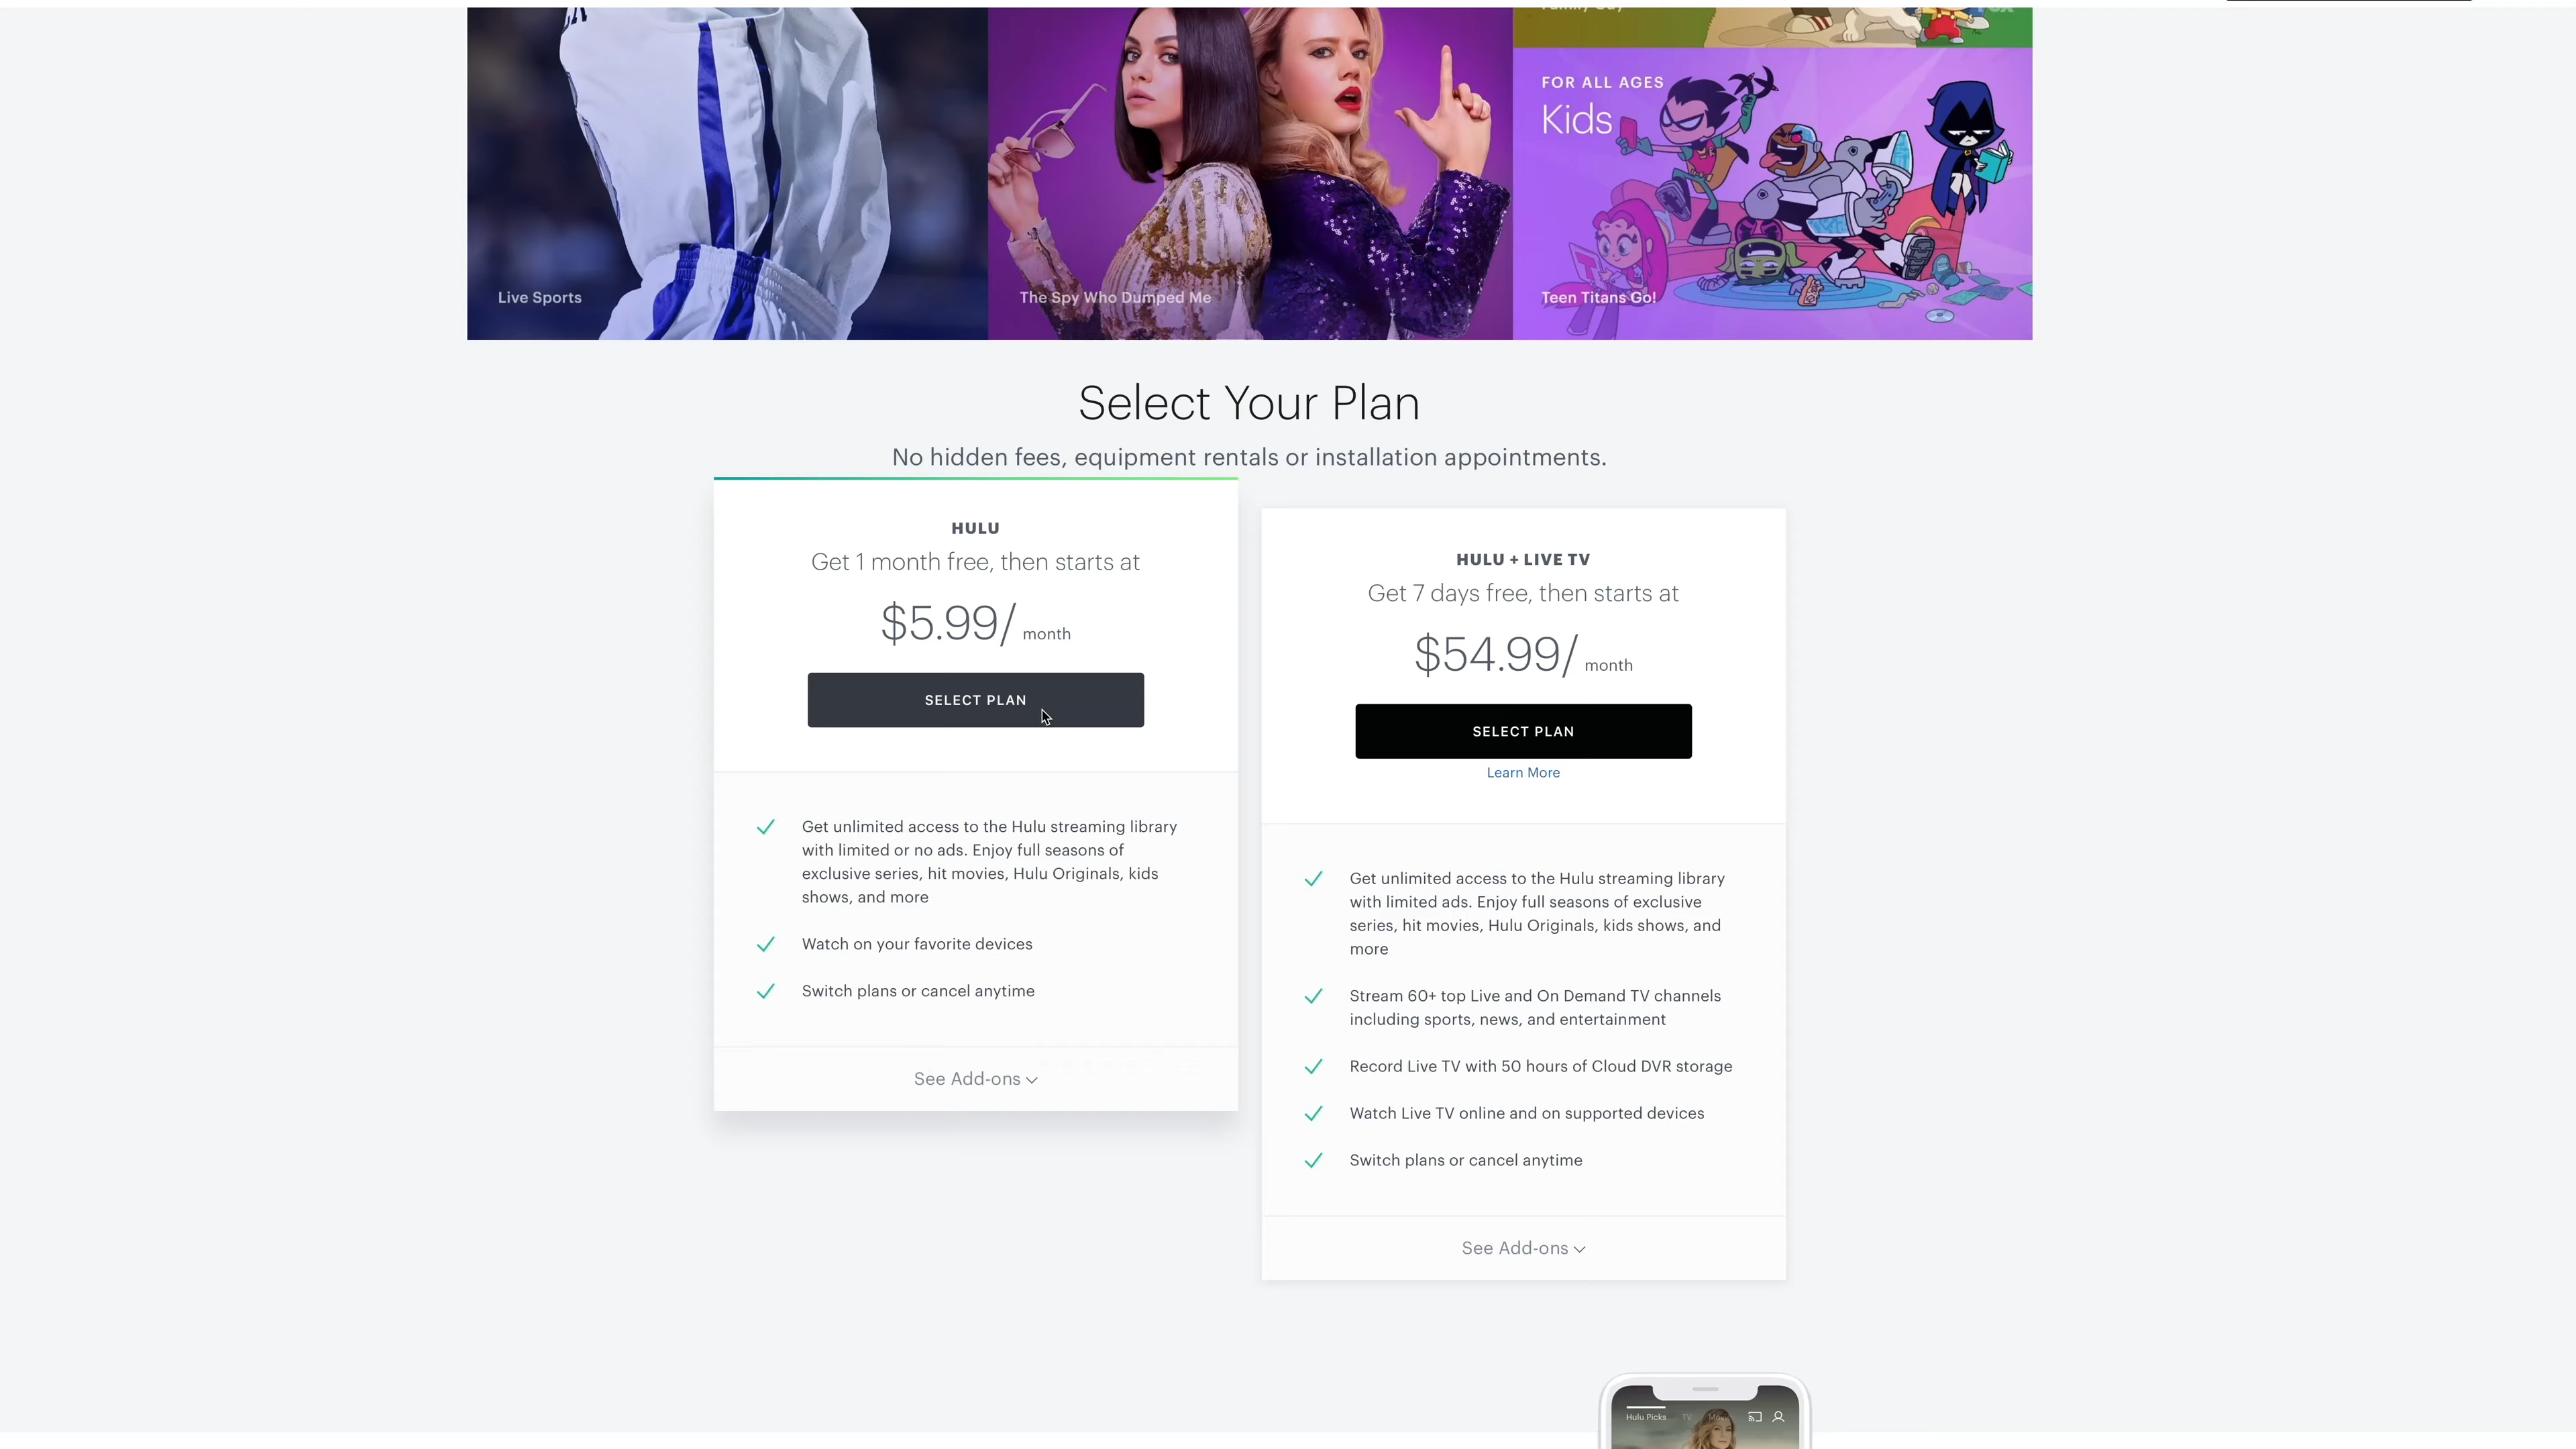 Family Guy
FOR ALL AGES
Kids
Live Sports
The Spy Who Dumped Me
Teen Titans Go!
Select Your Plan
No hidden fees, equipment rentals or installation appointments.
HULU
Get 1 month free, then starts at
$5.99/ month
SELECT PLAN
Get unlimited access to the Hulu streaming library
with limited or no ads. Enjoy full seasons of
exclusive series, hit movies, Hulu Originals, kids
shows, and more
Watch on your favorite devices
Switch plans or cancel anytime
See Add-ons
HULU + LIVE TV
Get 7 days free, then starts at
$54.99/ month
SELECT PLAN
Learn More
Get unlimited access to the Hulu streaming library
with limited ads. Enjoy full seasons of exclusive
series, hit movies, Hulu Originals, kids shows, and
more
Stream 60+ top Live and On Demand TV channels
including sports, news, and entertainment
Record Live TV with 50 hours of Cloud DVR storage
Watch Live TV online and on supported devices
Switch plans or cancel anytime
See Add-ons
Hulu Picks TV